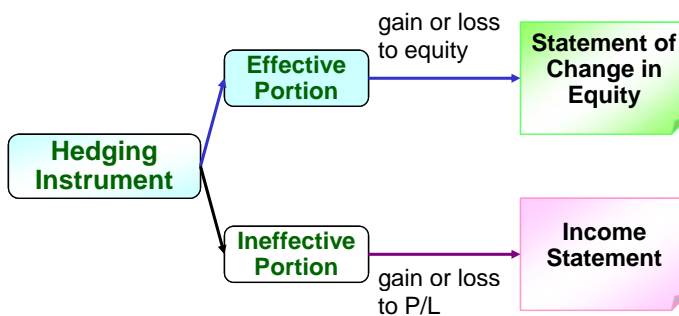 gain or loss
to equity
Statement of
Change in
Equity
Effective
Portion
Hedging
Instrument
Ineffective
Portion
Income
Statement
gain or loss
to P/L